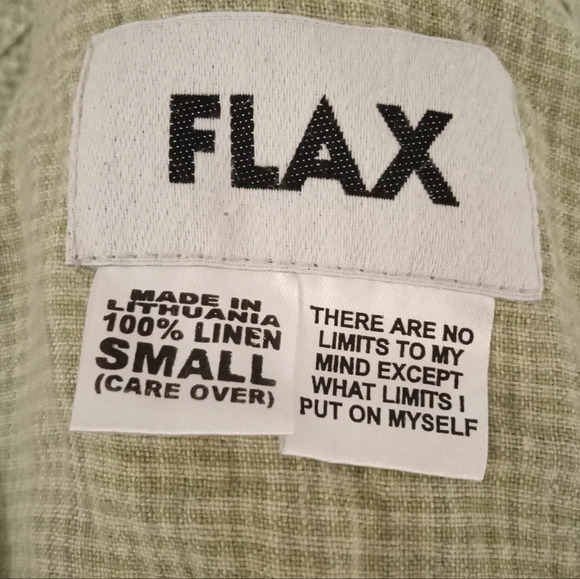 FLAX
MADE IN
LITHUANIA
100% LINEN
SMALL
(CARE OVER)
THERE ARE NO
LIMITS TO MY
MIND EXCEPT
WHAT LIMITS I
PUT ON MYSELF